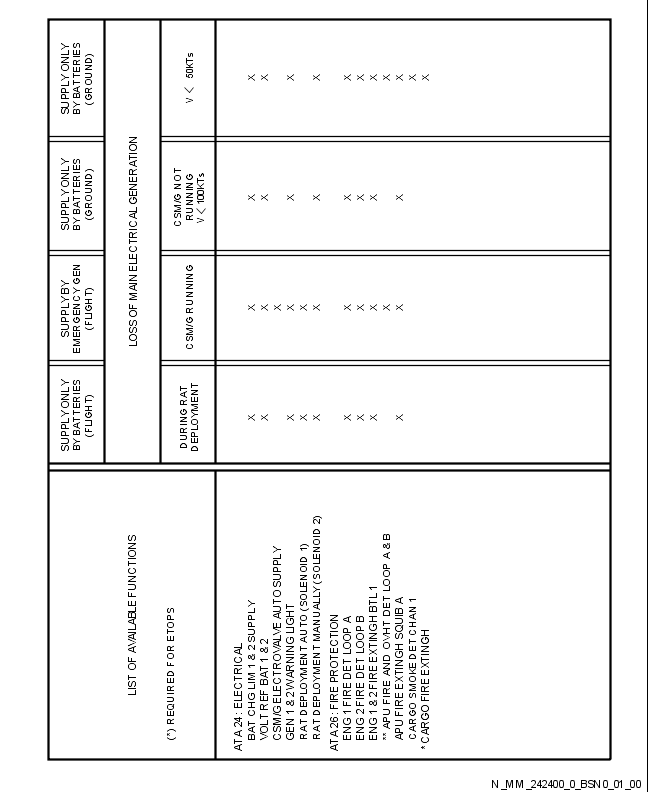 LIST OF AVAILABLE FUNCTIONS
(*) REQUIRED FOR ETOPS
SUPPLY ONLY
BY BATTERIES
(FLIGHT)
SUPPLY BY
EMERGENCY GEN
(FLIGHT)
SUPPLY ONLY
BY BATTERIES
(GROUND)
SUPPLY ONLY
BY BATTERIES
(GROUND)
LOSS OF MAIN ELECTRICAL GENERATION
DURING RAT
DEPLOYMENT
CSM/G RUNNING
CSM/G NOT
RUNNING
V < 100KTs
V < 50KTs
ATA 24 : ELECTRICAL
BAT CHG LIM 1 & 2 SUPPLY X X X X
VOLT REF BAT 1 & 2 X X X X
CSM/G ELECTROVALVE AUTO SUPPLY X
GEN 1 & 2 WARNING LIGHT X X X X
RAT DEPLOYMENT AUTO (SOLENOID 1) X X
RAT DEPLOYMENT MANUALLY (SOLENOID 2) X X X X
ATA 26 : FIRE PROTECTION
ENG 1 FIRE DET LOOP A X X X X
ENG 2 FIRE DET LOOP B X X X X
ENG 1 & 2 FIRE EXTINGH BTL 1 X X X X
** APU FIRE AND OVHT DET LOOP A & B X X
APU FIRE EXTINGH SQUIB A X X X X
CARGO SMOKE DET CHAN 1 X
* CARGO FIRE EXTINGH X
N_MM_242400_0_BSN0_01_00